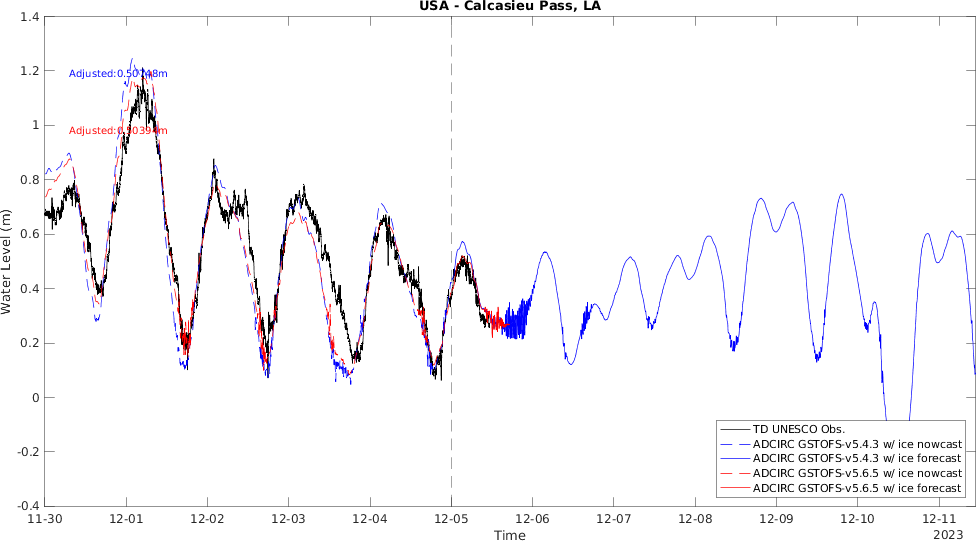 USA - Calcasieu Pass, LA
1.4
1.2
1
0.8
0.6
0.4
0.2
0
-0.2
-0.4
Water Level (m)
11-30
12-01
12-02
12-03
12-04
12-05
12-06
12-07
12-08
12-09
12-10
12-11
Time
2023
TD UNESCO Obs.
ADCIRC GSTOFS-v5.4.3 w/ ice nowcast
ADCIRC GSTOFS-v5.4.3 w/ ice forecast
ADCIRC GSTOFS-v5.6.5 w/ ice nowcast
ADCIRC GSTOFS-v5.6.5 w/ ice forecast